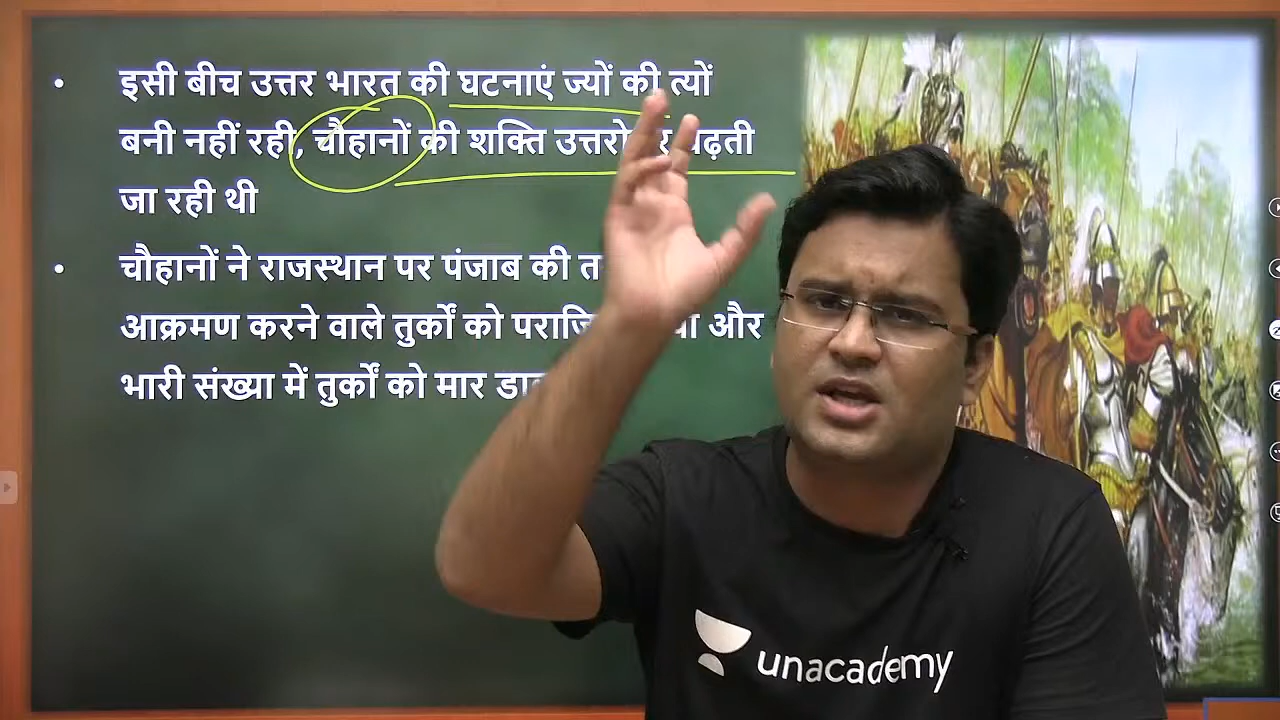 इसी बीच उत्तर भारत की घटनाएं ज्यों की त्यों
बनी नहीं रही, चौहानों की शक्ति
जा रही थी
चौहानों ने राजस्थान पर पंजाब की
आक्रमण करने वाले तुर्कों को और
भारी संख्या में तुर्कों को मार
unacademy